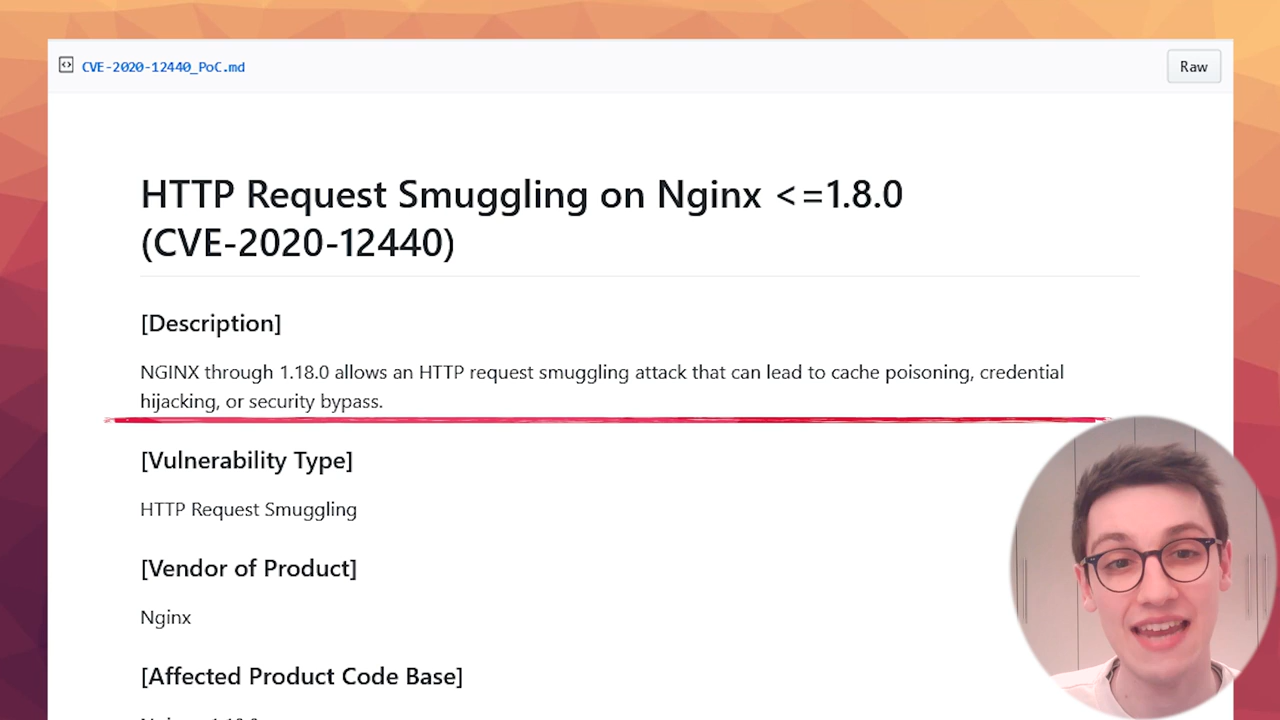 CVE-2020-12440_PoC.md
Raw
HTTP Request Smuggling on Nginx <=1.8.0
(CVE-2020-12440)
[Description]
NGINX through 1.18.0 allows an HTTP request smuggling attack that can lead to cache poisoning, credential
hijacking, or security bypass.
[Vulnerability Type]
HTTP Request Smuggling
[Vendor of Product]
Nginx
[Affected Product Code Base]